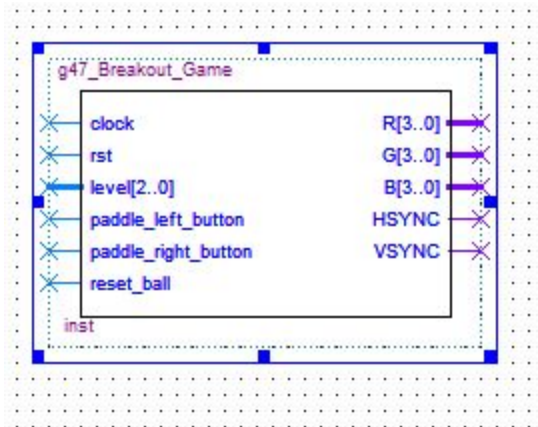 g47_Breakout_Game
clock R[3..0]
rst G[3..0]
level[2..0] B[3..0]
paddle_left_button HSYNC
paddle_right_button VSYNC
reset_ball
inst